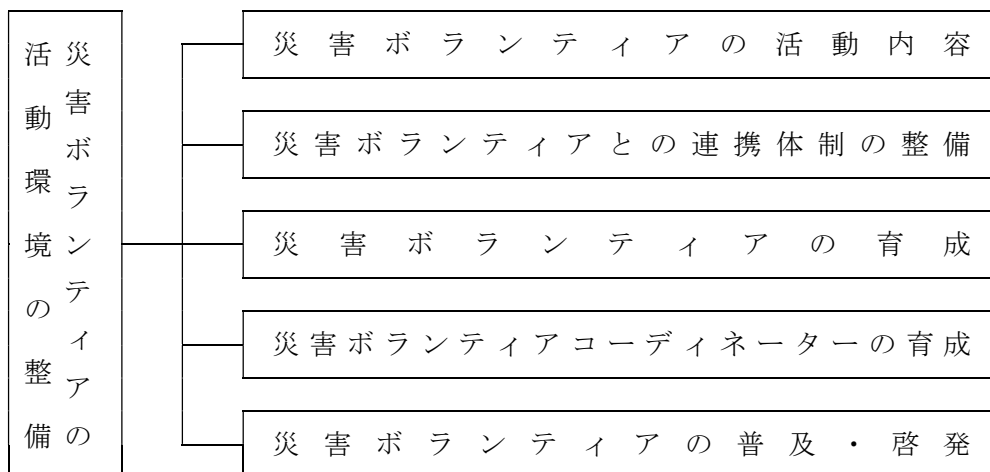 災害ボランティアの
活動環境の整備
災害ボランティアの活動内容
災害ボランティアとの連携体制の整備
災害ボランティアの育成
災害ボランティアコーディネーターの育成
災害ボランティアの普及・啓発